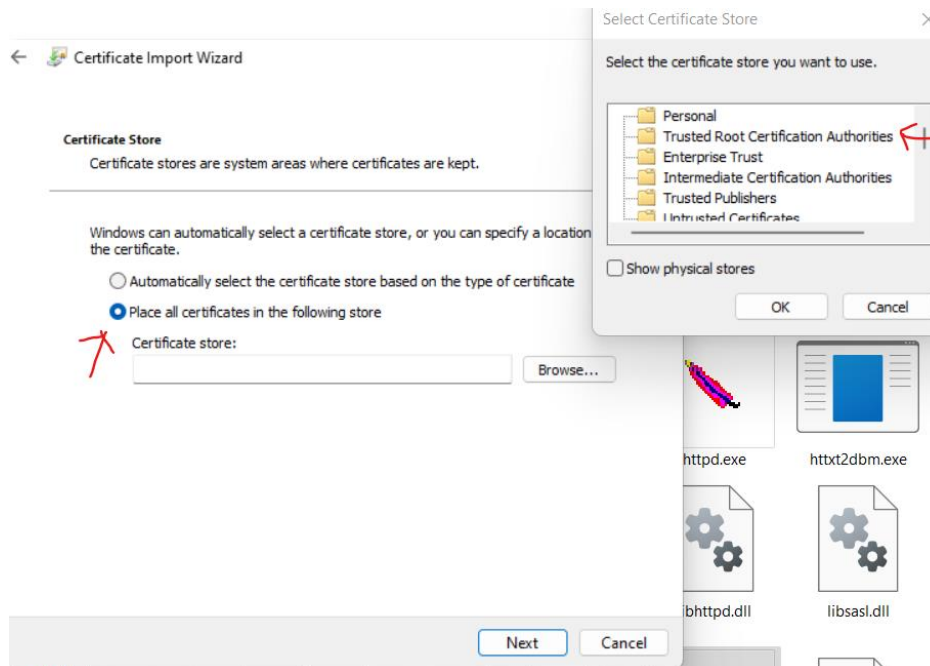 Certificate Import Wizard
Certificate Store
Certificate stores are system areas where certificates are kept.
Windows can automatically select a certificate store, or you can specify a location
the certificate.
Automatically select the certificate store based on the type of certificate
Place all certificates in the following store
Certificate store:
Browse...
Next
Cancel
Select Certificate Store
Select the certificate store you want to use.
Personal
Trusted Root Certification Authorities
Enterprise Trust
Intermediate Certification Authorities
Trusted Publishers
Untrusted Certificates
Show physical stores
OK
Cancel
httpd.exe
httxt2dbm.exe
ibhttpd.dll
libsasl.dll